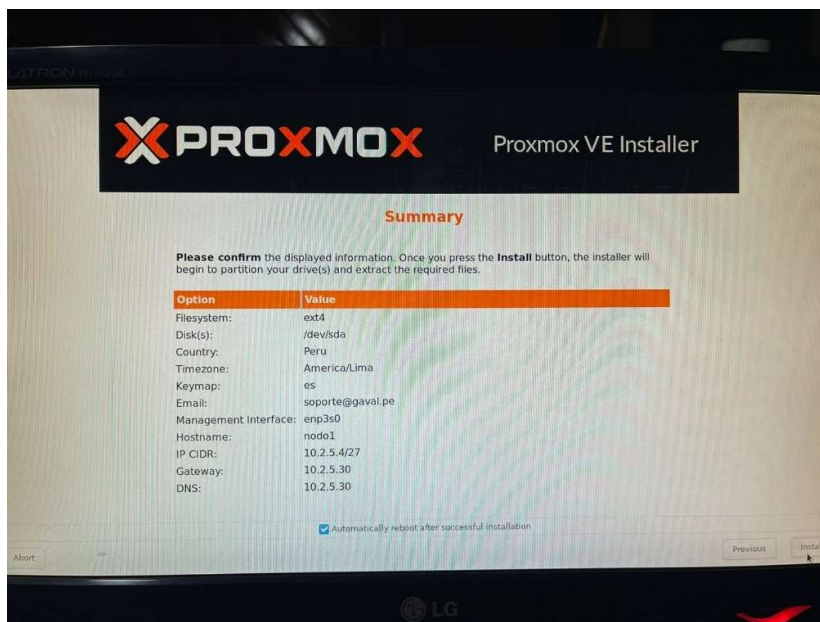 PROXMOX
Proxmox VE Installer
Summary
Please confirm the displayed information. Once you press the Install button, the installer will
begin to partition your drive(s) and extract the required files.
Option Value
Filesystem: ext4
Disk(s): /dev/sda
Country: Peru
Timezone: America/Lima
Keymap: es
Email: soporte@gaval.pe
Management Interface: enp3s0
Hostname: nodo1
IP CIDR: 10.2.5.4/27
Gateway: 10.2.5.30
DNS: 10.2.5.30
Automatically reboot after successful installation
Abort
Previous
Insta
LG